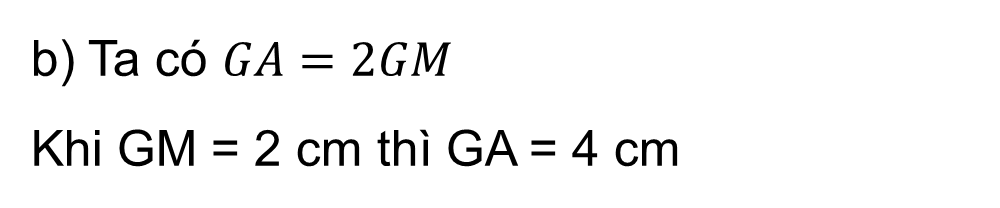 b) Ta có GA = 2GM
Khi GM = 2 cm thì GA = 4 cm